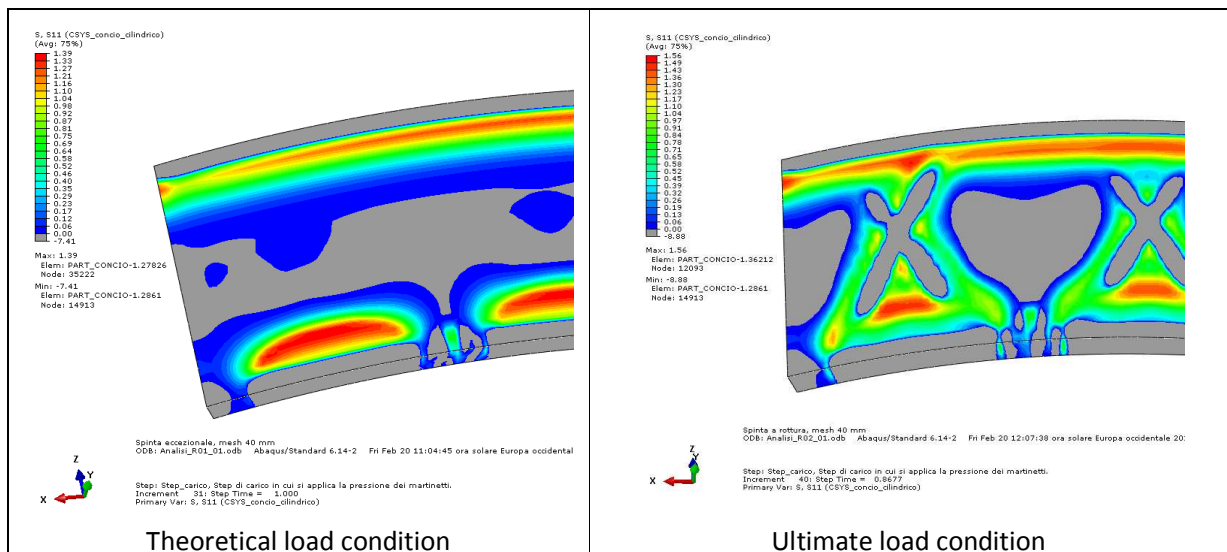 S, S11 (CSYS_concio_cilindrico)
(Avg: 75%)
1.39
1.33
1.27
1.21
1.16
1.10
1.04
0.98
0.92
0.87
0.81
0.75
0.69
0.64
0.58
0.52
0.46
0.40
0.35
0.29
0.23
0.17
0.12
0.06
0.00
-7.41
Max: 1.39
Elem: PART_CONCIO-1.27826
Node: 35222
Min: -7.41
Elem: PART_CONCIO-1.2861
Node: 14913
Spinta eccezionale, mesh 40 mm
ODB: Analisi_R01_01.odb Abaqus/Standard 6.14-2 Fri Feb 20 11:04:45 ora solare Europa occidental
Z
Y
X
Step: Step_carico, Step di carico in cui si applica la pressione dei martinetti.
Increment 31: Step Time = 1.000
Primary Var: S, S11 (CSYS_concio_cilindrico)
Theoretical load condition
S, S11 (CSYS_concio_cilindrico)
(Avg: 75%)
1.56
1.49
1.43
1.36
1.30
1.23
1.17
1.10
1.04
0.97
0.91
0.84
0.78
0.71
0.65
0.58
0.52
0.45
0.39
0.32
0.26
0.19
0.13
0.06
0.00
-8.88
Max: 1.56
Elem: PART_CONCIO-1.36212
Node: 12093
Min: -8.88
Elem: PART_CONCIO-1.2861
Node: 14913
Spinta a rottura, mesh 40 mm
ODB: Analisi_R02_01.odb Abaqus/Standard 6.14-2 Fri Feb 20 12:07:38 ora solare Europa occidentale 20
Z
Y
X
Step: Step_carico, Step di carico in cui si applica la pressione dei martinetti.
Increment 40: Step Time = 0.8677
Primary Var: S, S11 (CSYS_concio_cilindrico)
Ultimate load condition